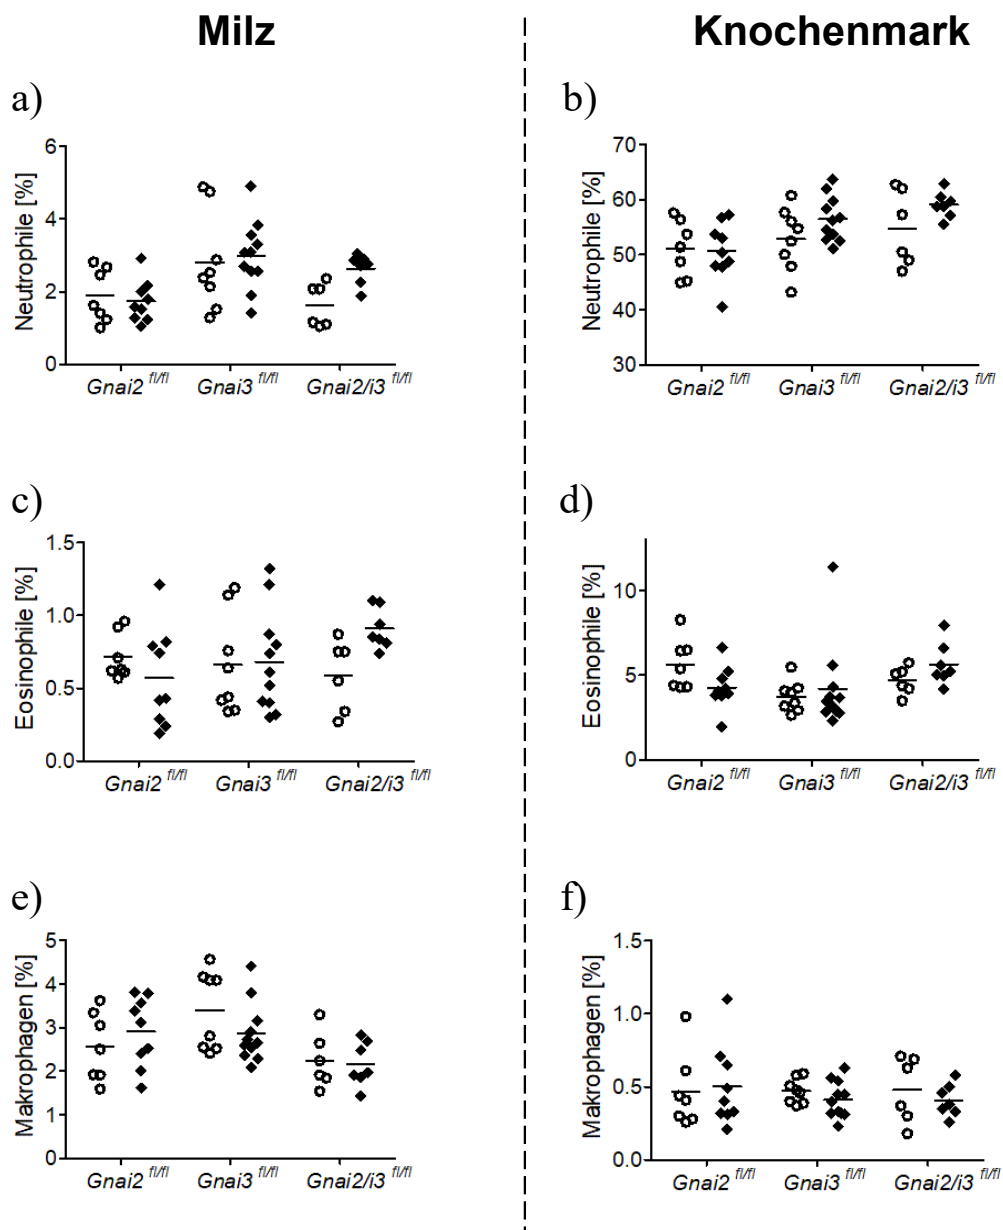 Milz
Knochenmark
a)
Neutrophile [%]
6
4
2
0
Gnai2 fl/fl Gnai3 fl/fl Gnai2/i3 fl/fl
b)
Neutrophile [%]
70
60
50
40
30
Gnai2 fl/fl Gnai3 fl/fl Gnai2/i3 fl/fl
c)
Eosinophile [%]
1.5
1.0
0.5
0.0
Gnai2 fl/fl Gnai3 fl/fl Gnai2/i3 fl/fl
d)
Eosinophile [%]
10
5
0
Gnai2 fl/fl Gnai3 fl/fl Gnai2/i3 fl/fl
e)
Makrophagen [%]
5
4
3
2
1
0
Gnai2 fl/fl Gnai3 fl/fl Gnai2/i3 fl/fl
f)
Makrophagen [%]
1.5
1.0
0.5
0.0
Gnai2 fl/fl Gnai3 fl/fl Gnai2/i3 fl/fl